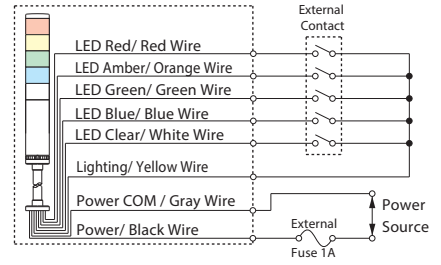 External
Contact
LED Red/ Red Wire
LED Amber/ Orange Wire
LED Green/ Green Wire
LED Blue/ Blue Wire
LED Clear/ White Wire
Lighting/ Yellow Wire
Power COM / Gray Wire
Power
Source
Power/ Black Wire
External
Fuse 1A